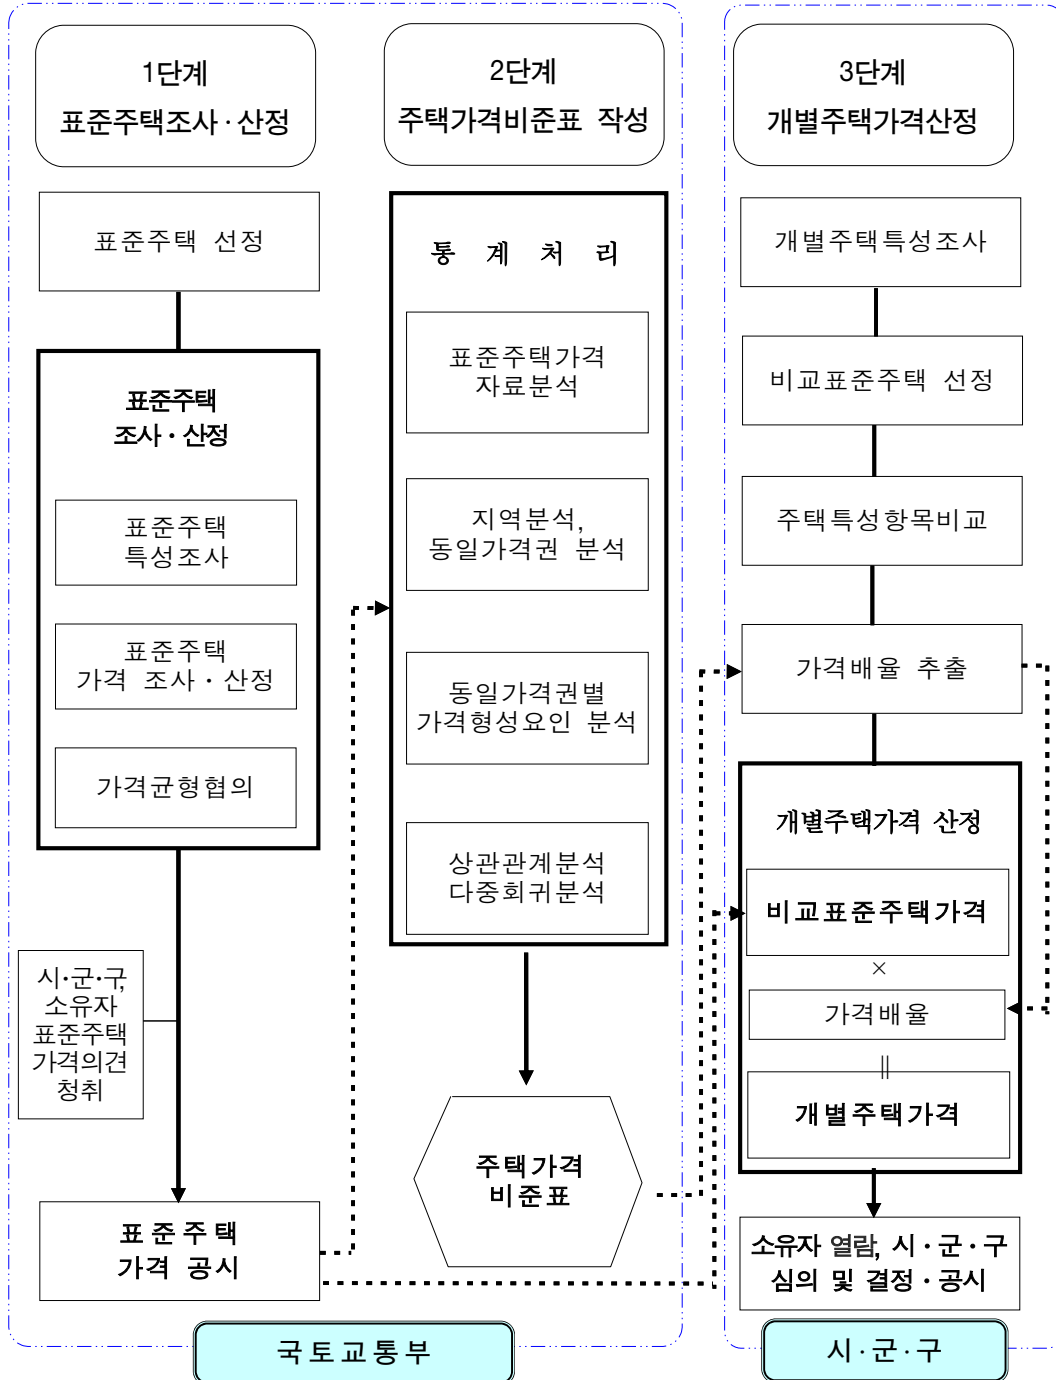 1단계
표준주택조사·산정
표준주택 선정
표준주택
조사·산정
표준주택
특성조사
표준주택
가격 조사·산정
가격균형협의
시·군·구,
소유자
표준주택
가격의견
청취
표준주택
가격 공시
2단계
주택가격비준표 작성
통 계 처 리
표준주택가격
자료분석
지역분석,
동일가격권 분석
동일가격권별
가격형성요인 분석
상관관계분석
다중회귀분석
주택가격
비준표
국토교통부
3단계
개별주택가격산정
개별주택특성조사
비교표준주택 선정
주택특성항목비교
가격배율 추출
개별주택가격 산정
비교표준주택가격
×
가격배율
||
개별주택가격
소유자 열람, 시·군·구
심의 및 결정·공시
시·군·구